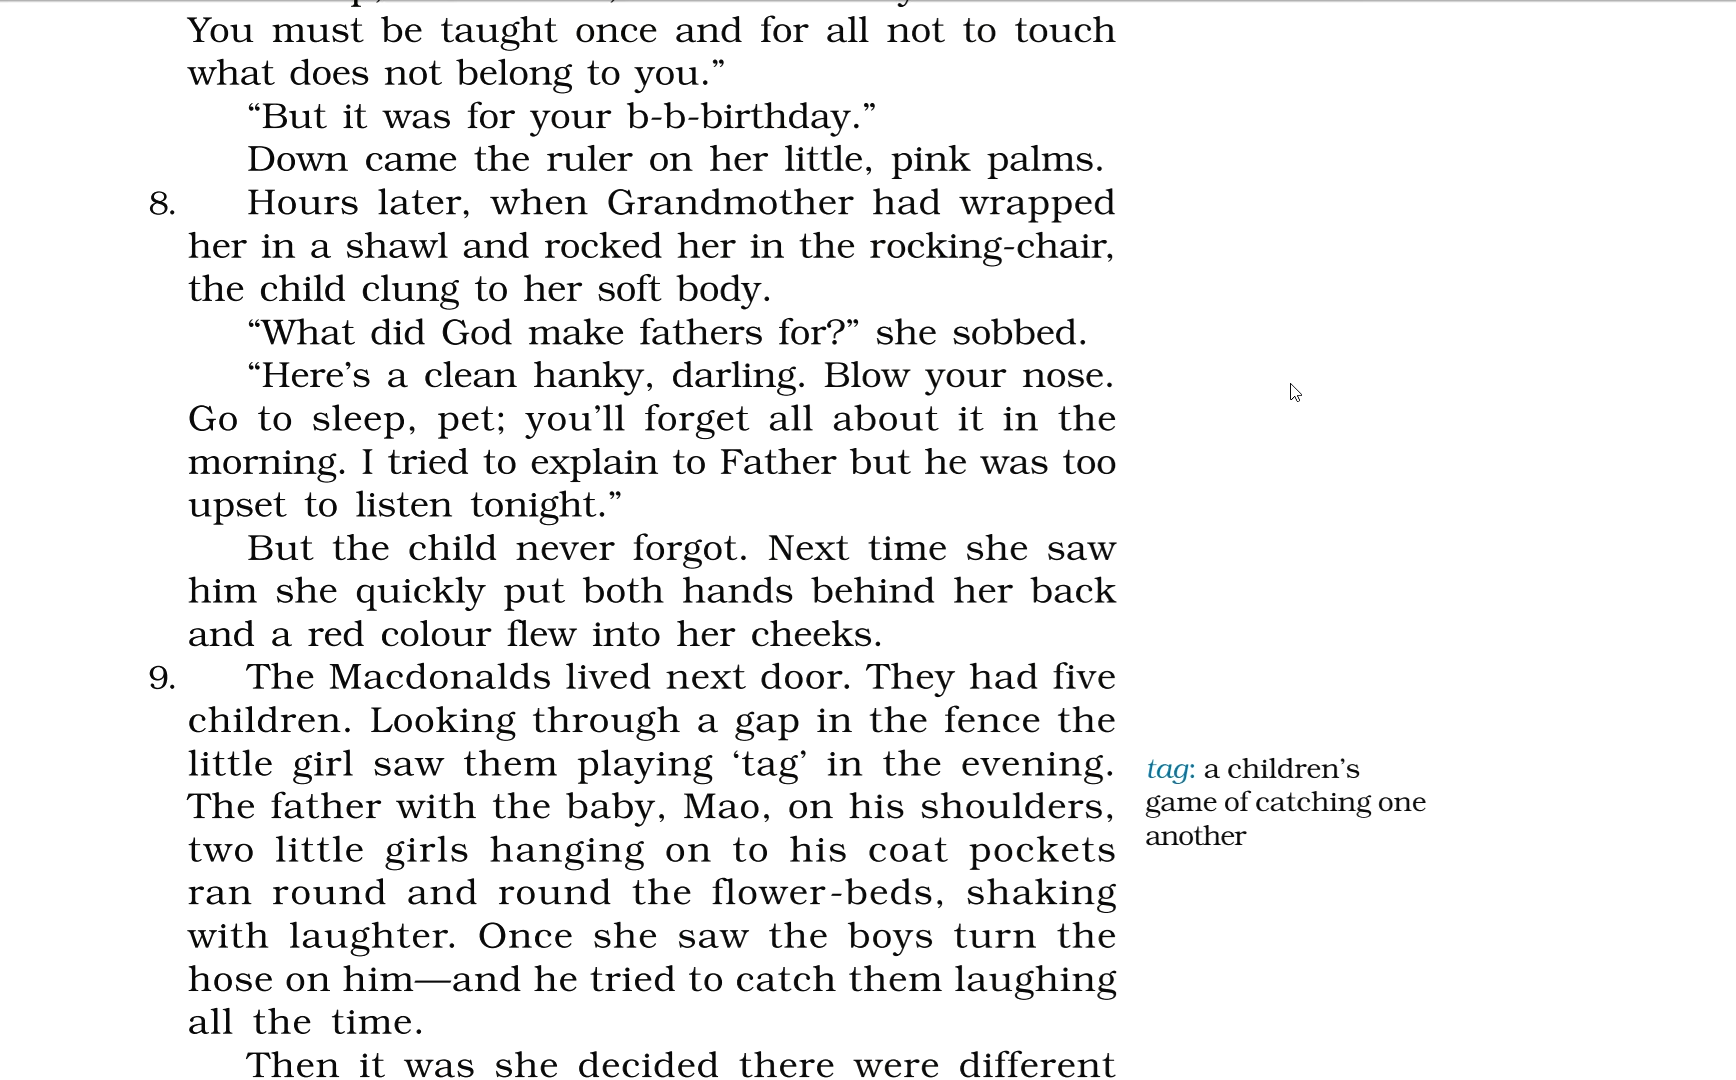 You must be taught once and for all not to touch
what does not belong to you.”
“But it was for your b-b-birthday.”
Down came the ruler on her little, pink palms.
8. Hours later, when Grandmother had wrapped
her in a shawl and rocked her in the rocking-chair,
the child clung to her soft body.
“What did God make fathers for?” she sobbed.
“Here’s a clean hanky, darling. Blow your nose.
Go to sleep, pet; you’ll forget all about it in the
morning. I tried to explain to Father but he was too
upset to listen tonight.”
But the child never forgot. Next time she saw
him she quickly put both hands behind her back
and a red colour flew into her cheeks.
9. The Macdonalds lived next door. They had five
children. Looking through a gap in the fence the
little girl saw them playing ‘tag’ in the evening.
The father with the baby, Mao, on his shoulders,
two little girls hanging on to his coat pockets
ran round and round the flower-beds, shaking
with laughter. Once she saw the boys turn the
hose on him—and he tried to catch them laughing
all the time.
Then it was she decided there were different
tag: a children’s
game of catching one
another